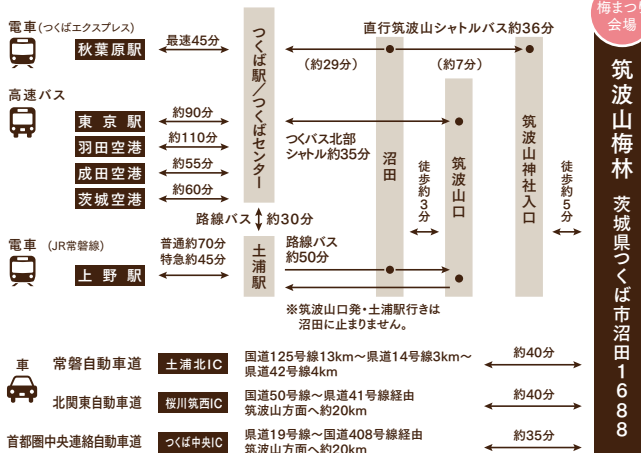 電車(つくばエクスプレス)
秋葉原駅
最速45分
高速バス
東京駅
約90分
羽田空港
約110分
成田空港
約55分
茨城空港
約60分
つくば駅／つくばセンター
直行筑波山シャトルバス約36分
（約29分）
（約7分）
つくバス北部
シャトル約35分
沼田
徒歩約3分
筑波山口
筑波山神社入口
徒歩約5分
路線バス
約30分
電車 (JR常磐線)
上野駅
普通約70分
特急約45分
土浦駅
路線バス
約50分
※筑波山口発・土浦駅行きは
沼田に止まりません。
車
常磐自動車道
土浦北IC
国道125号線13km〜県道14号線3km〜
県道42号線4km
約40分
北関東自動車道
桜川筑西IC
国道50号線〜県道41号線経由
筑波山方面へ約20km
約40分
首都圏中央連絡自動車道
つくば中央IC
県道19号線〜国道408号線経由
筑波山方面へ約20km
約35分
梅まつり
会場
筑波山梅林
茨城県つくば市沼田1688